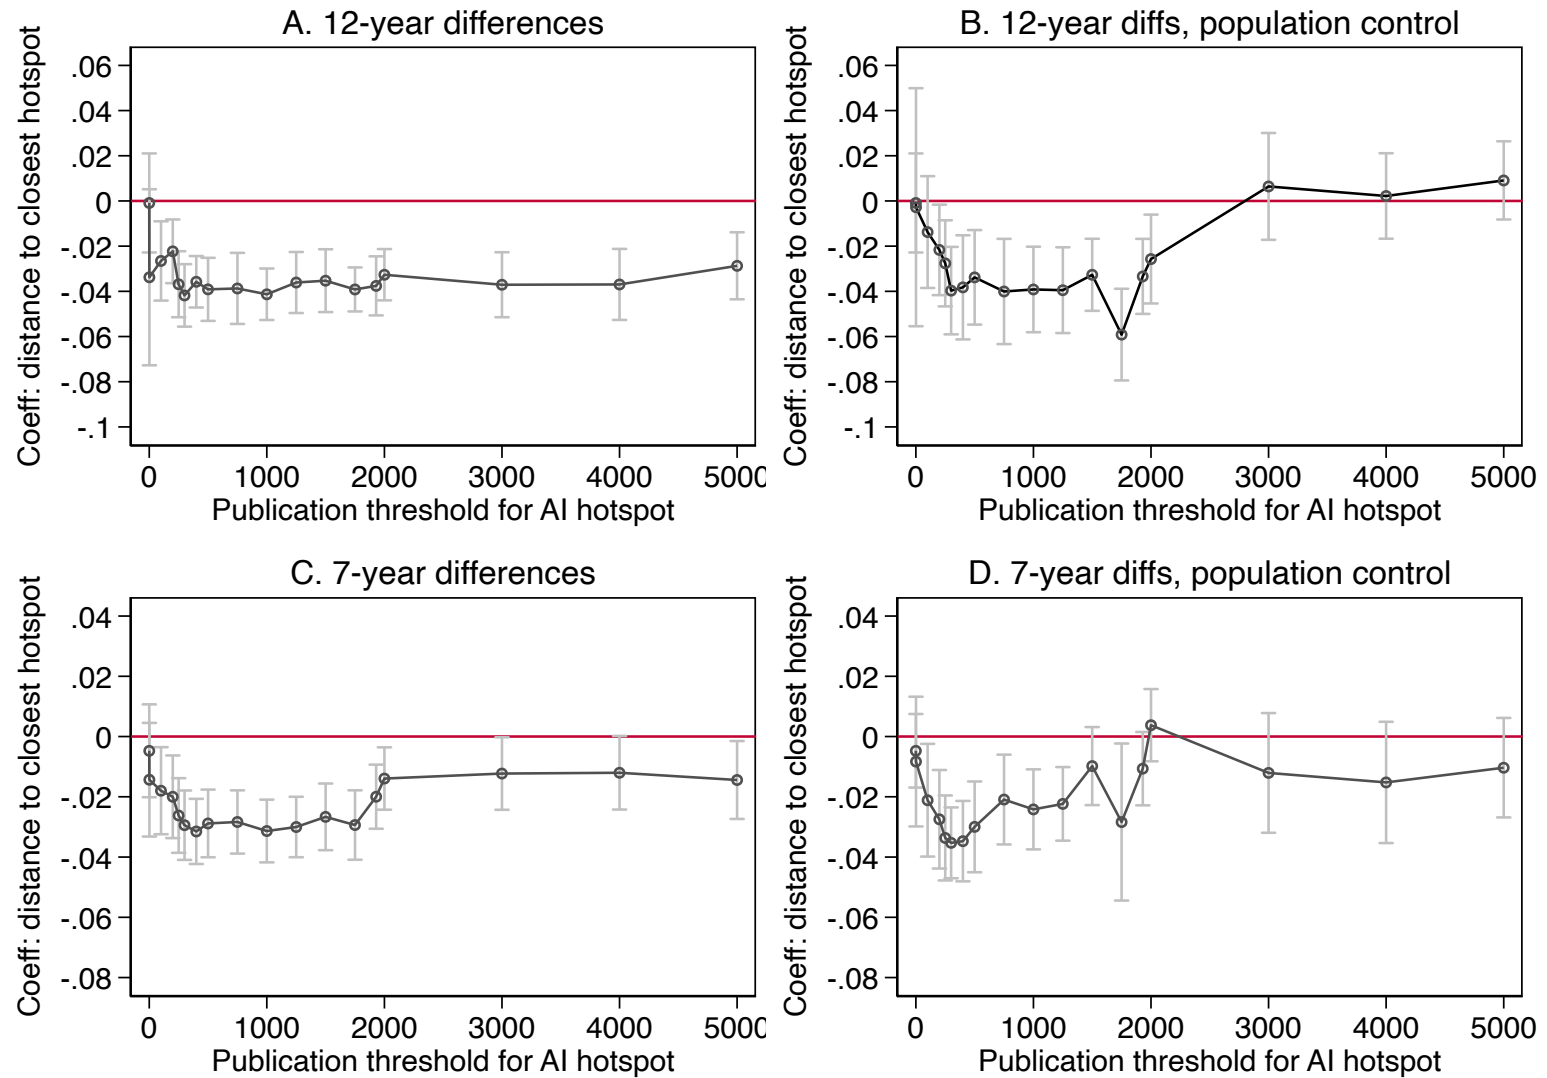 A. 12-year differences
Coeff: distance to closest hotspot
.06
.04
.02
0
-.02
-.04
-.06
-.08
-.1
0 1000 2000 3000 4000 5000
Publication threshold for AI hotspot
B. 12-year diffs, population control
Coeff: distance to closest hotspot
.06
.04
.02
0
-.02
-.04
-.06
-.08
-.1
0 1000 2000 3000 4000 5000
Publication threshold for AI hotspot
C. 7-year differences
Coeff: distance to closest hotspot
.04
.02
0
-.02
-.04
-.06
-.08
0 1000 2000 3000 4000 5000
Publication threshold for AI hotspot
D. 7-year diffs, population control
Coeff: distance to closest hotspot
.04
.02
0
-.02
-.04
-.06
-.08
0 1000 2000 3000 4000 5000
Publication threshold for AI hotspot